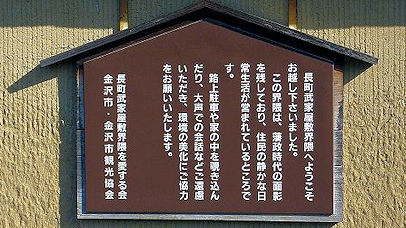 長町武家屋敷界隈へようこそ
お越し下さいました。
この界隈は、藩政時代の面影
を残しており、住民の静かな日
常生活が営まれているところで
す。
路上駐車や家の中を覗き込ん
だり、大声での会話などご遠慮
いただき、環境の美化にご協力
をお願いいたします。
長町武家屋敷界隈を愛する会
金沢市・金沢市観光協会